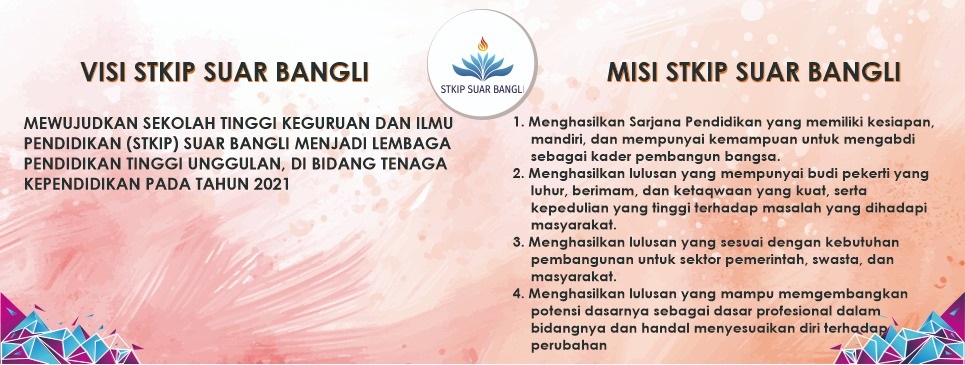 VISI STKIP SUAR BANGLI
MEWUJUDKAN SEKOLAH TINGGI KEGURUAN DAN ILMU
PENDIDIKAN (STKIP) SUAR BANGLI MENJADI LEMBAGA
PENDIDIKAN TINGGI UNGGULAN, DI BIDANG TENAGA
KEPENDIDIKAN PADA TAHUN 2021
STKIP SUAR BANGLI
MISI STKIP SUAR BANGLI
1. Menghasilkan Sarjana Pendidikan yang memiliki kesiapan,
mandiri, dan mempunyai kemampuan untuk mengabdi
sebagai kader pembangun bangsa.
2. Menghasilkan lulusan yang mempunyai budi pekerti yang
luhur, berimam, dan ketaqwaan yang kuat, serta
kepedulian yang tinggi terhadap masalah yang dihadapi
masyarakat.
3. Menghasilkan lulusan yang sesuai dengan kebutuhan
pembangunan untuk sektor pemerintah, swasta, dan
masyarakat.
4. Menghasilkan lulusan yang mampu memgembangkan
potensi dasarnya sebagai dasar profesional dalam
bidangnya dan handal menyesuaikan diri terhadap
perubahan